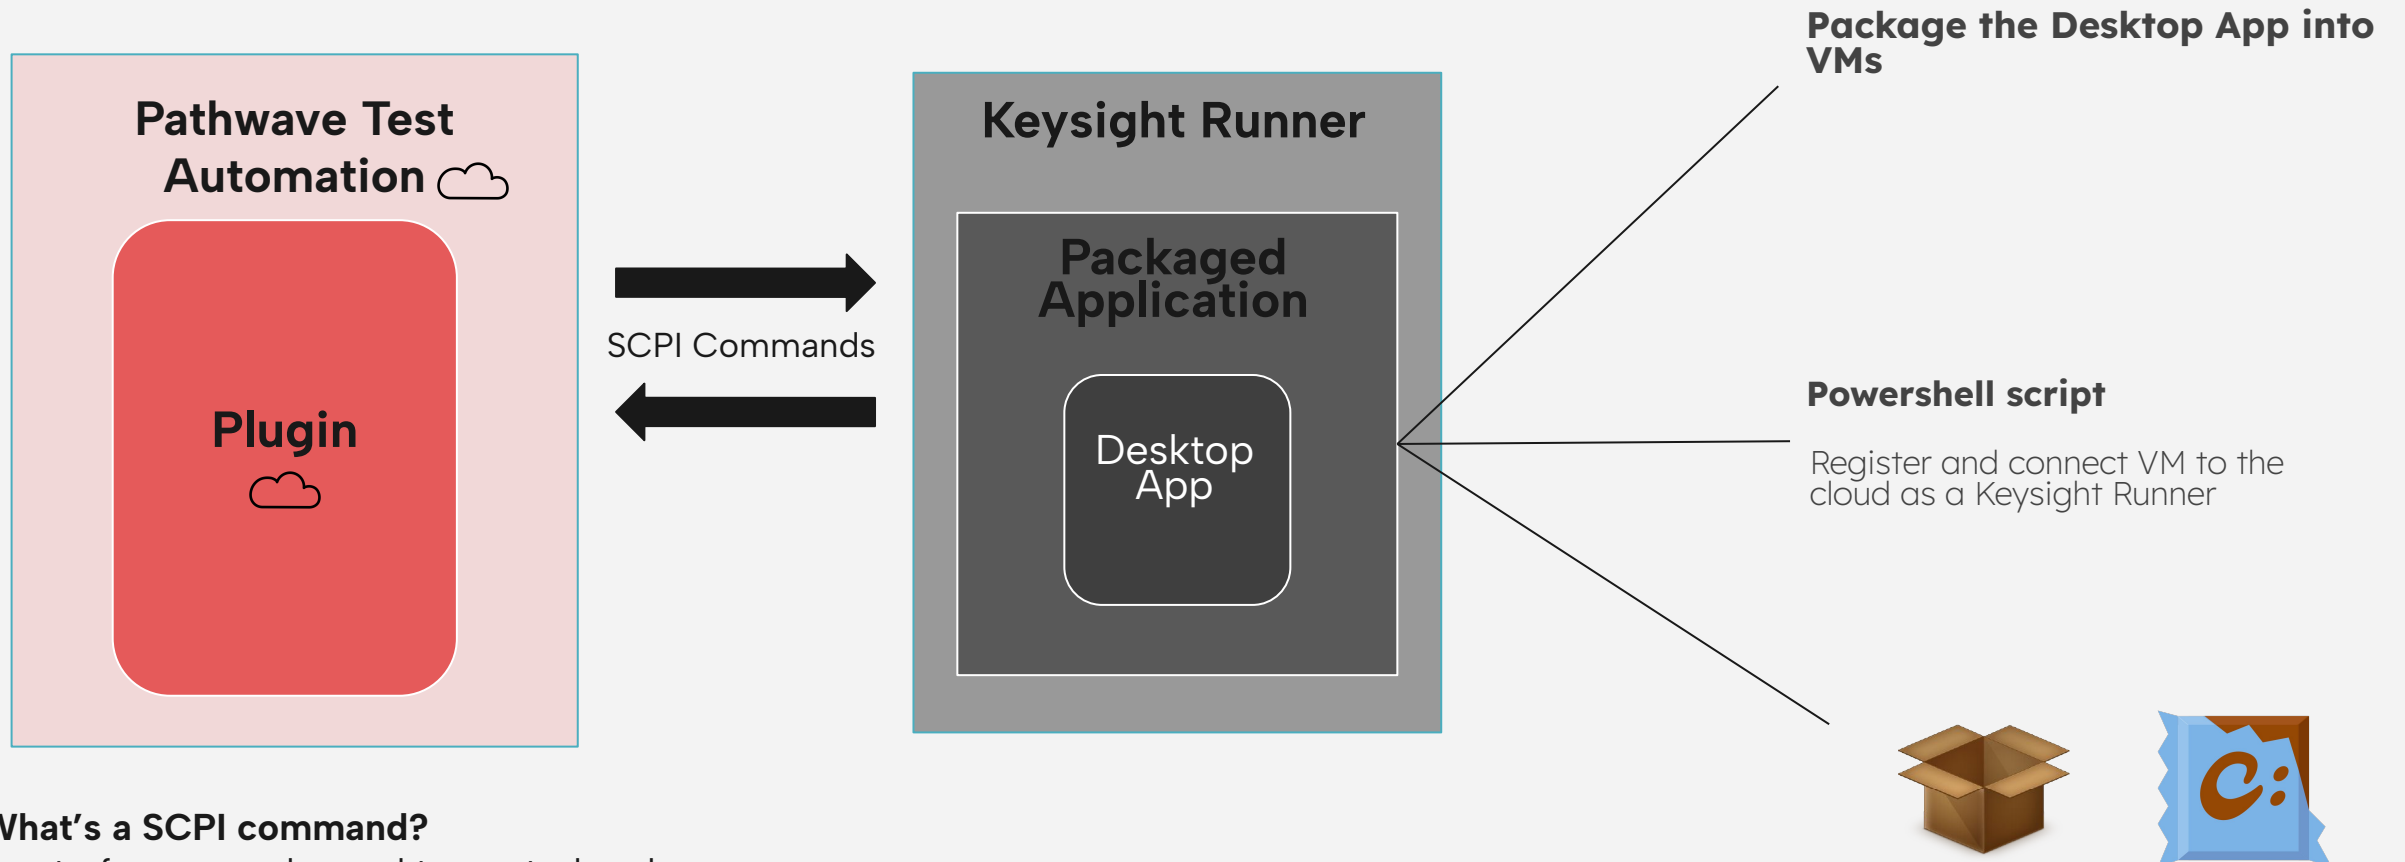 Package the Desktop App into
VMs
Pathwave Test
Automation
Keysight Runner
Packaged
Application
SCPI Commands
Plugin
Desktop
App
Powershell script
Register and connect VM to the
cloud as a Keysight Runner
C:
What's a SCPI command?